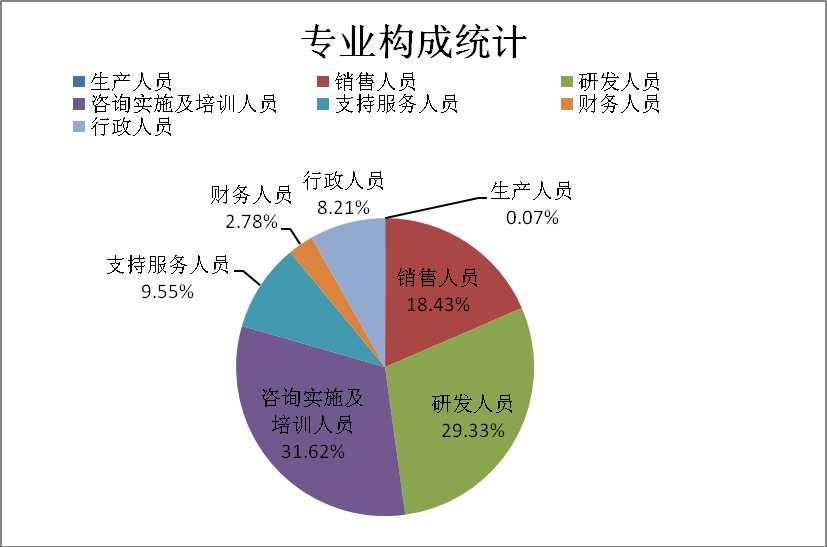 专业构成统计
生产人员 销售人员 研发人员
咨询实施及培训人员 支持服务人员 财务人员
行政人员
行政人员
8.21%
生产人员
0.07%
财务人员
2.78%
支持服务人员
9.55%
销售人员
18.43%
咨询实施及
培训人员
31.62%
研发人员
29.33%